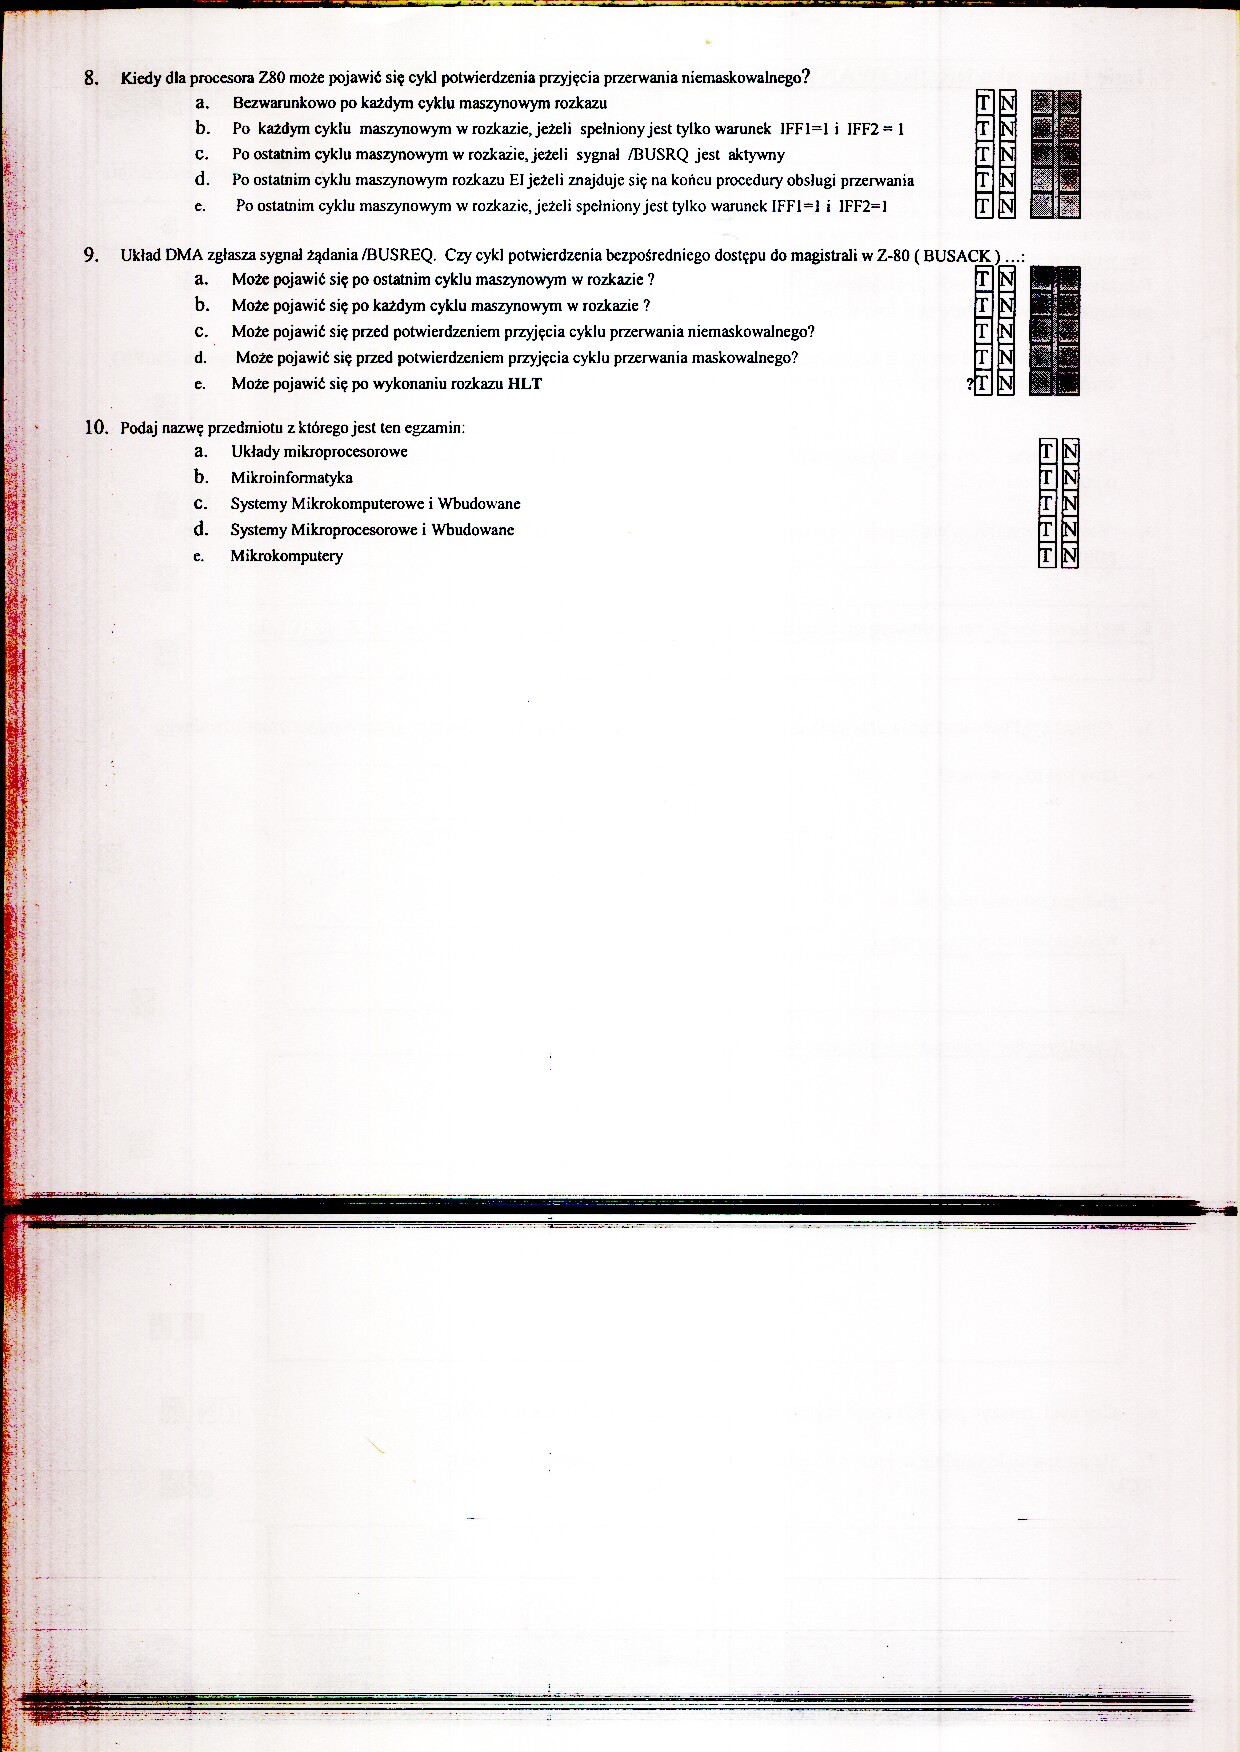 8. Kiedy dla procesora Z80 może pojawić się cykl potwierdzenia przyjęcia przerwania niemaskowalnego?
a. Bezwarunkowo po każdym cyklu maszynowym rozkazu T N
b. Po każdym cyklu maszynowym w rozkazie, jeżeli spełniony jest tylko warunek IFF1=1 i IFF2 = 1 T N
c. Po ostatnim cyklu maszynowym w rozkazie, jeżeli sygnał /BUSRQ jest aktywny T N
d. Po ostatnim cyklu maszynowym rozkazu EI jeżeli znajduje się na końcu procedury obsługi przerwania T N
e. Po ostatnim cyklu maszynowym w rozkazie, jeżeli spełniony jest tylko warunek IFF1=1 i IFF2=1 T N
9. Układ DMA zgłasza sygnał żądania /BUSREQ. Czy cykl potwierdzenia bezpośredniego dostępu do magistrali w Z-80 ( BUSACK ) ...:
a. Może pojawić się po ostatnim cyklu maszynowym w rozkazie ? T N
b. Może pojawić się po każdym cyklu maszynowym w rozkazie ? T N
c. Może pojawić się przed potwierdzeniem przyjęcia cyklu przerwania niemaskowalnego? T N
d. Może pojawić się przed potwierdzeniem przyjęcia cyklu przerwania maskowalnego? T N
e. Może pojawić się po wykonaniu rozkazu HLT ? T N
10. Podaj nazwę przedmiotu z którego jest ten egzamin:
a. Układy mikroprocesorowe T N
b. Mikroinformatyka T N
c. Systemy Mikrokomputerowe i Wbudowane T N
d. Systemy Mikroprocesorowe i Wbudowane T N
e. Mikrokomputery T N